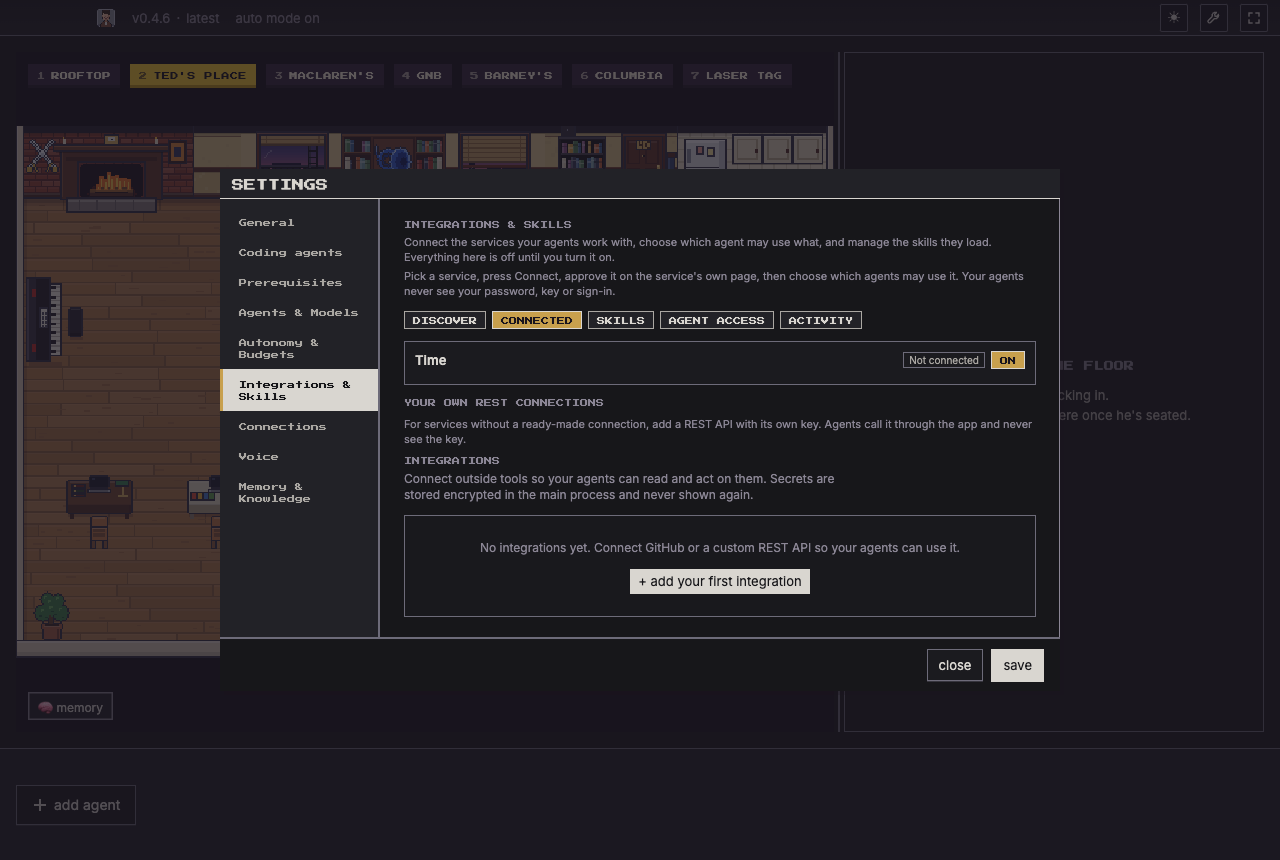 v0.4.6 · latest auto mode on
1 ROOFTOP 2 TED'S PLACE 3 MACLAREN'S 4 GNB 5 BARNEY'S 6 COLUMBIA 7 LASER TAG
SETTINGS
General
Coding agents
Prerequisites
Agents & Models
Autonomy &
Budgets
Integrations &
Skills
Connections
Voice
Memory &
Knowledge
INTEGRATIONS & SKILLS
Connect the services your agents work with, choose which agent may use what, and manage the skills they load.
Everything here is off until you turn it on.
Pick a service, press Connect, approve it on the service's own page, then choose which agents may use it. Your agents
never see your password, key or sign-in.
DISCOVER CONNECTED SKILLS AGENT ACCESS ACTIVITY
Time Not connected ON
YOUR OWN REST CONNECTIONS
For services without a ready-made connection, add a REST API with its own key. Agents call it through the app and never
see the key.
INTEGRATIONS
Connect outside tools so your agents can read and act on them. Secrets are
stored encrypted in the main process and never shown again.
No integrations yet. Connect GitHub or a custom REST API so your agents can use it.
+ add your first integration
close save
FLOOR
once he's seated.
memory
+ add agent